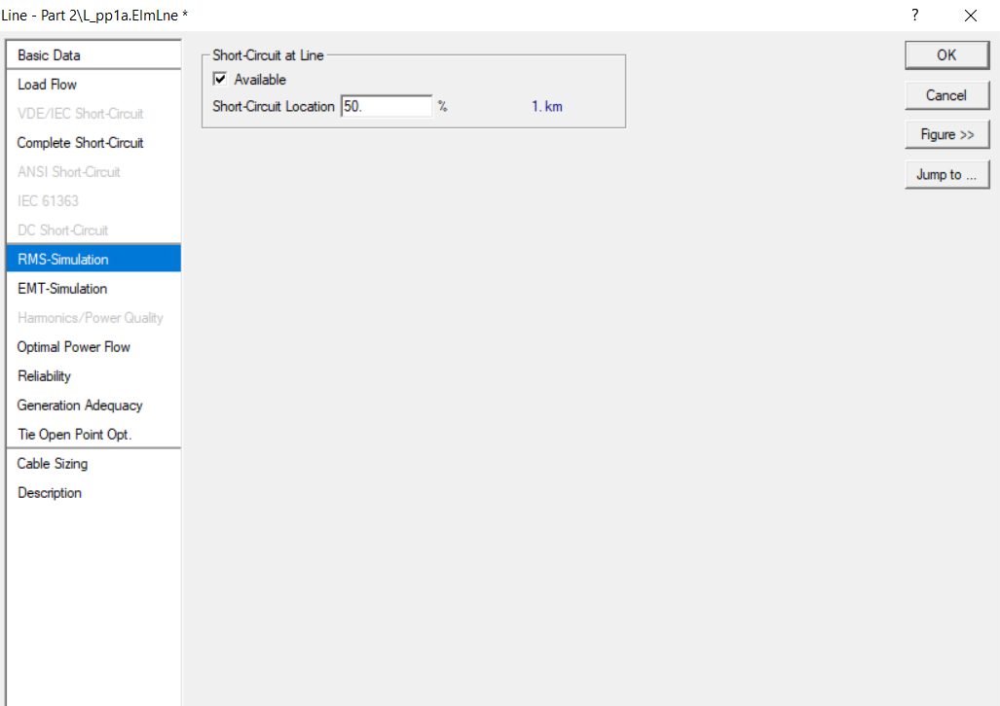 Line - Part 2\L_pp1a.ElmLne *
?
Basic Data
Load Flow
VDE/IEC Short-Circuit
Complete Short-Circuit
ANSI Short-Circuit
IEC 61363
DC Short-Circuit
RMS-Simulation
EMT-Simulation
Harmonics/Power Quality
Optimal Power Flow
Reliability
Generation Adequacy
Tie Open Point Opt.
Cable Sizing
Description
Short-Circuit at Line
Available
Short-Circuit Location 50. % 1. km
OK
Cancel
Figure >>
Jump to ...